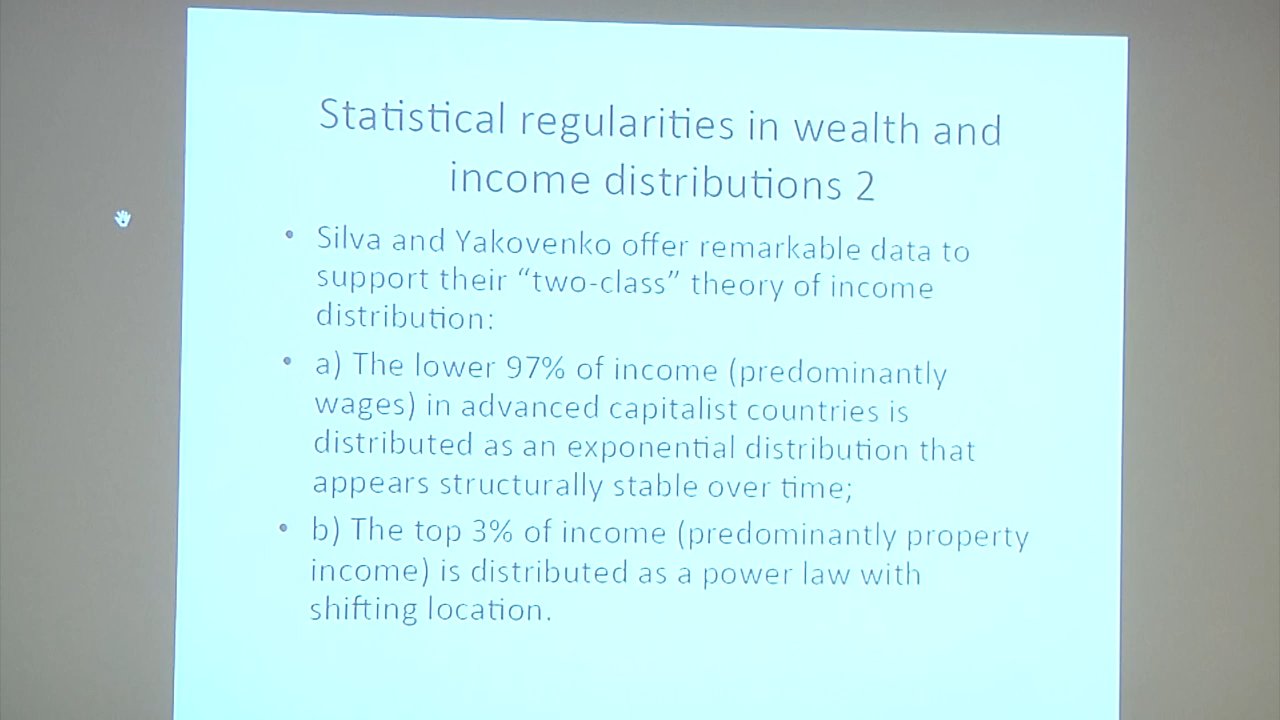 Statistical regularities in wealth and
income distributions 2
• Silva and Yakovenko offer remarkable data to
support their “two-class” theory of income
distribution:
• a) The lower 97% of income (predominantly
wages) in advanced capitalist countries is
distributed as an exponential distribution that
appears structurally stable over time;
• b) The top 3% of income (predominantly property
income) is distributed as a power law with
shifting location.